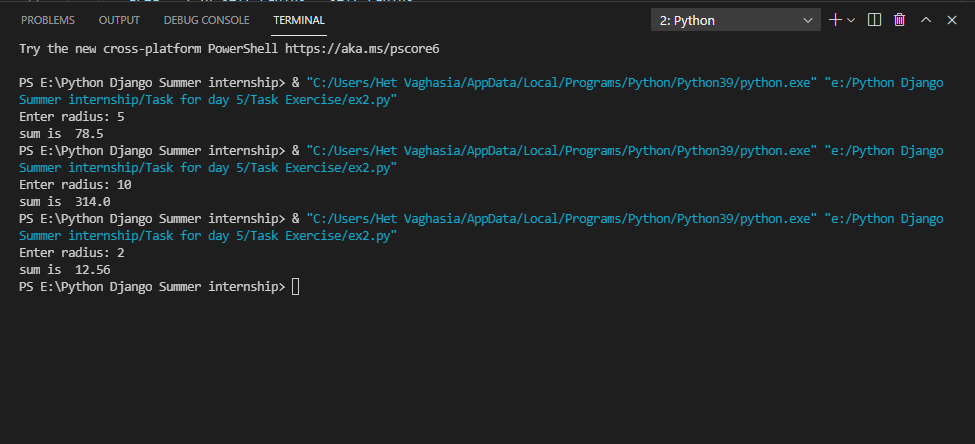 PROBLEMS OUTPUT DEBUG CONSOLE TERMINAL 2: Python
Try the new cross-platform PowerShell https://aka.ms/pscore6
PS E:\Python Django Summer internship> & "C:/Users/Het Vaghasia/AppData/Local/Programs/Python/Python39/python.exe" "e:/Python Django
Summer internship/Task for day 5/Task Exercise/ex2.py"
Enter radius: 5
sum is  78.5
PS E:\Python Django Summer internship> & "C:/Users/Het Vaghasia/AppData/Local/Programs/Python/Python39/python.exe" "e:/Python Django
Summer internship/Task for day 5/Task Exercise/ex2.py"
Enter radius: 10
sum is  314.0
PS E:\Python Django Summer internship> & "C:/Users/Het Vaghasia/AppData/Local/Programs/Python/Python39/python.exe" "e:/Python Django
Summer internship/Task for day 5/Task Exercise/ex2.py"
Enter radius: 2
sum is  12.56
PS E:\Python Django Summer internship>